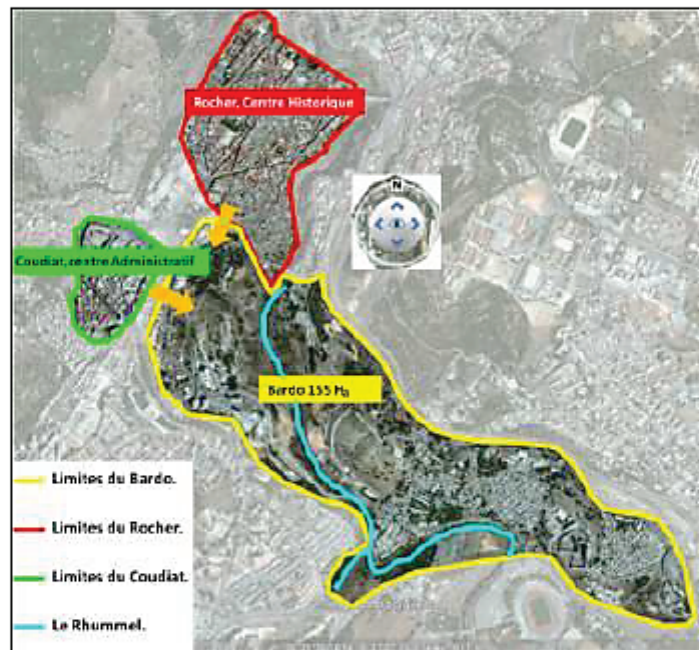 Rocher, Centre Historique
N
Coudiat, centre Administratif
Bardo 155 Ha
Limites du Bardo.
Limites du Rocher.
Limites du Coudiat.
Le Rhummel.